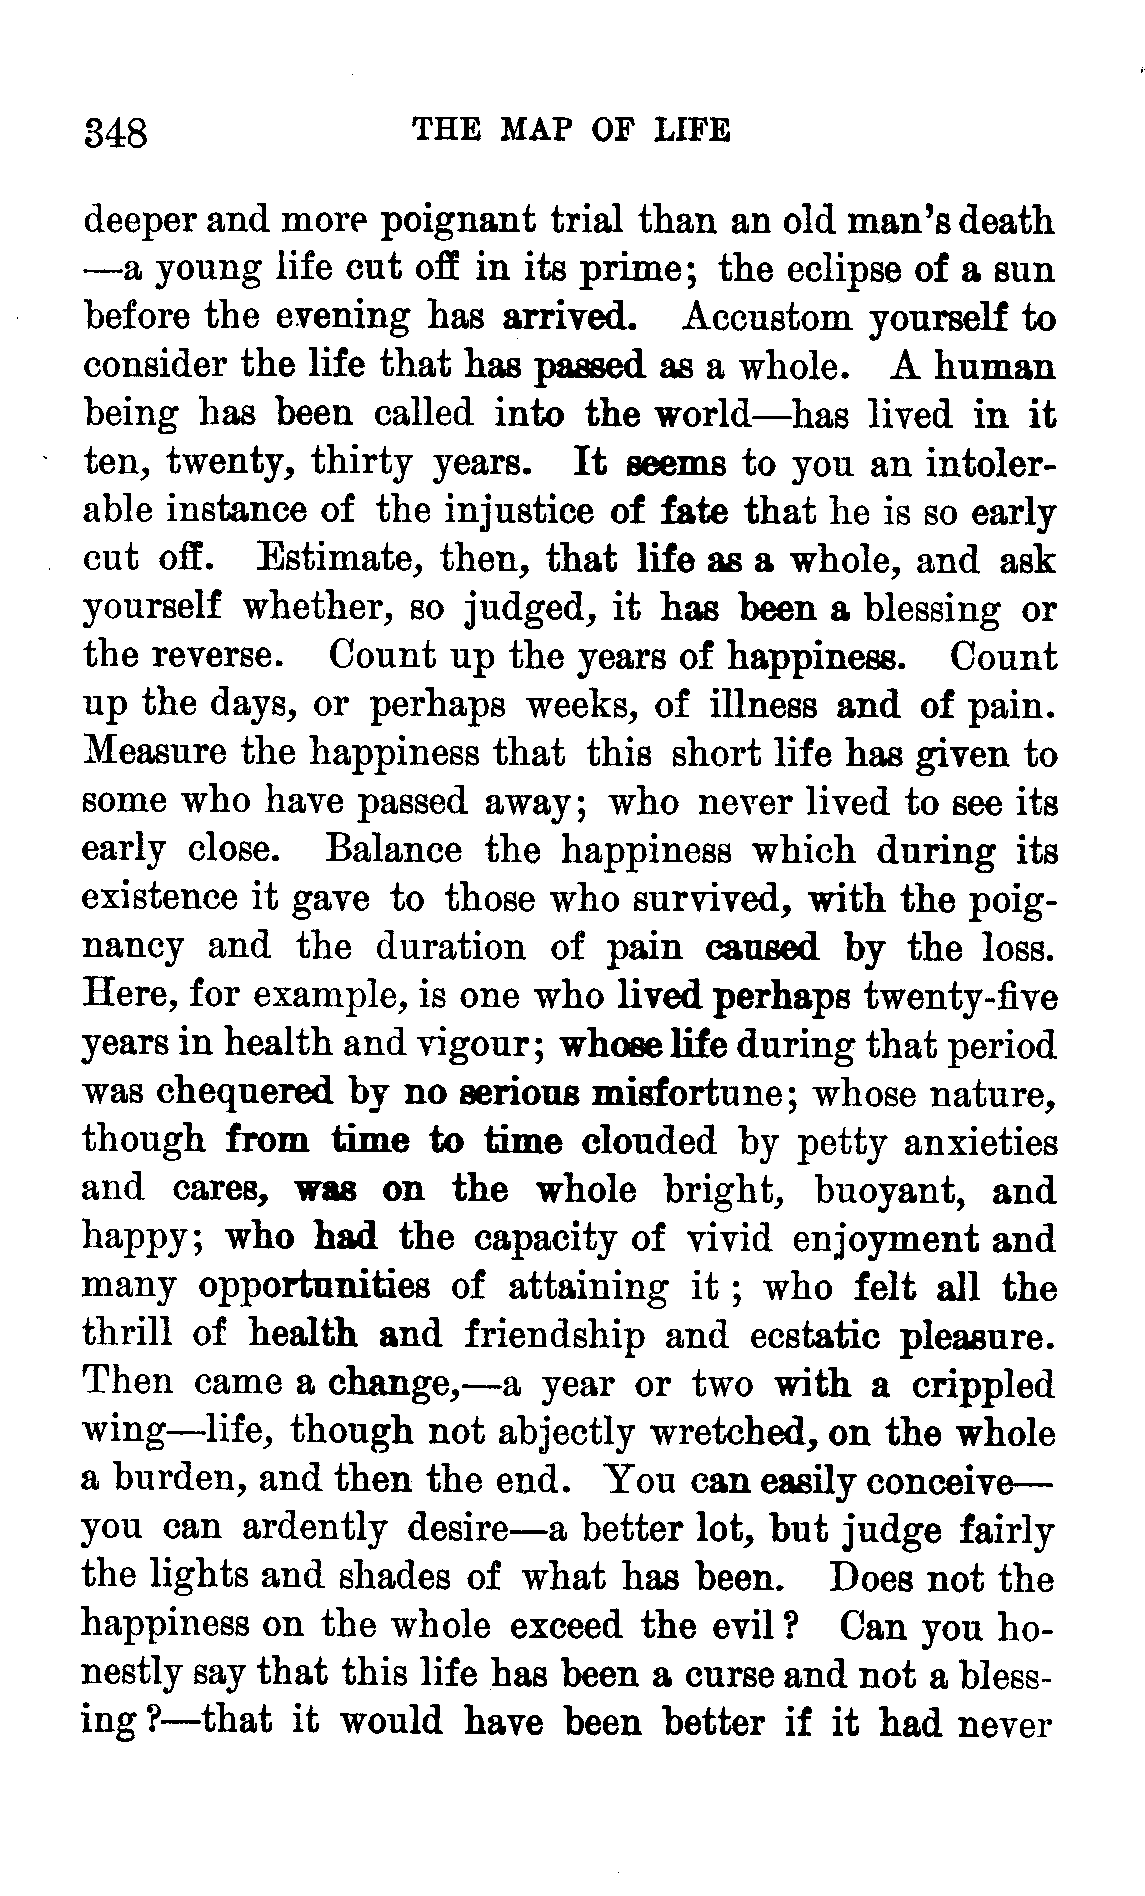 348 THE MAP OF LIFE
deeper and more poignant trial than an old man's death
—a young life cut off in its prime; the eclipse of a sun
before the evening has arrived. Accustom yourself to
consider the life that has passed as a whole. A human
being has been called into the world—has lived in it
ten, twenty, thirty years. It seems to you an intoler-
able instance of the injustice of fate that he is so early
cut off. Estimate, then, that life as a whole, and ask
yourself whether, so judged, it has been a blessing or
the reverse. Count up the years of happiness. Count
up the days, or perhaps weeks, of illness and of pain.
Measure the happiness that this short life has given to
some who have passed away; who never lived to see its
early close. Balance the happiness which during its
existence it gave to those who survived, with the poig-
nancy and the duration of pain caused by the loss.
Here, for example, is one who lived perhaps twenty-five
years in health and vigour; whose life during that period
was chequered by no serious misfortune; whose nature,
though from time to time clouded by petty anxieties
and cares, was on the whole bright, buoyant, and
happy; who had the capacity of vivid enjoyment and
many opportunities of attaining it; who felt all the
thrill of health and friendship and ecstatic pleasure.
Then came a change,—a year or two with a crippled
wing—life, though not abjectly wretched, on the whole
a burden, and then the end. You can easily conceive—
you can ardently desire—a better lot, but judge fairly
the lights and shades of what has been. Does not the
happiness on the whole exceed the evil? Can you ho-
nestly say that this life has been a curse and not a bless-
ing?—that it would have been better if it had never